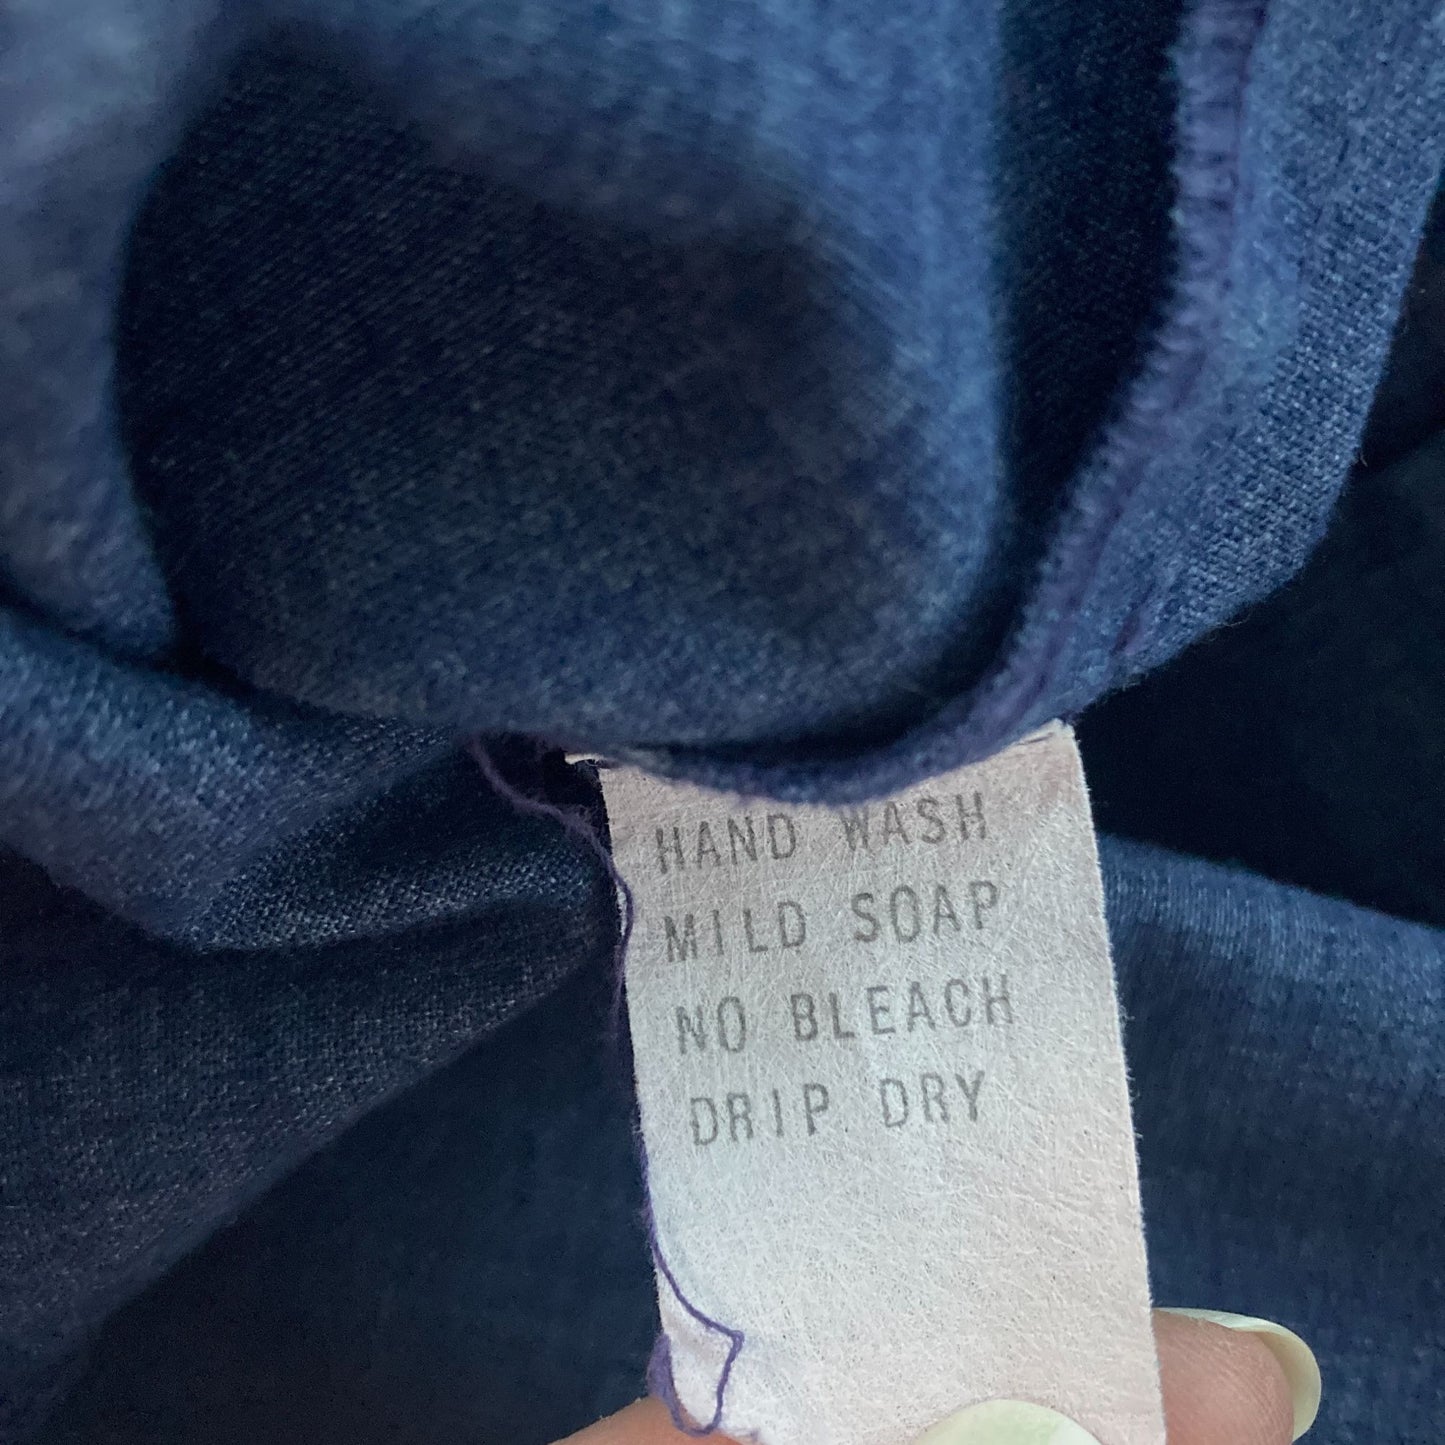 HAND WASH
MILD SOAP
NO BLEACH
DRIP DRY